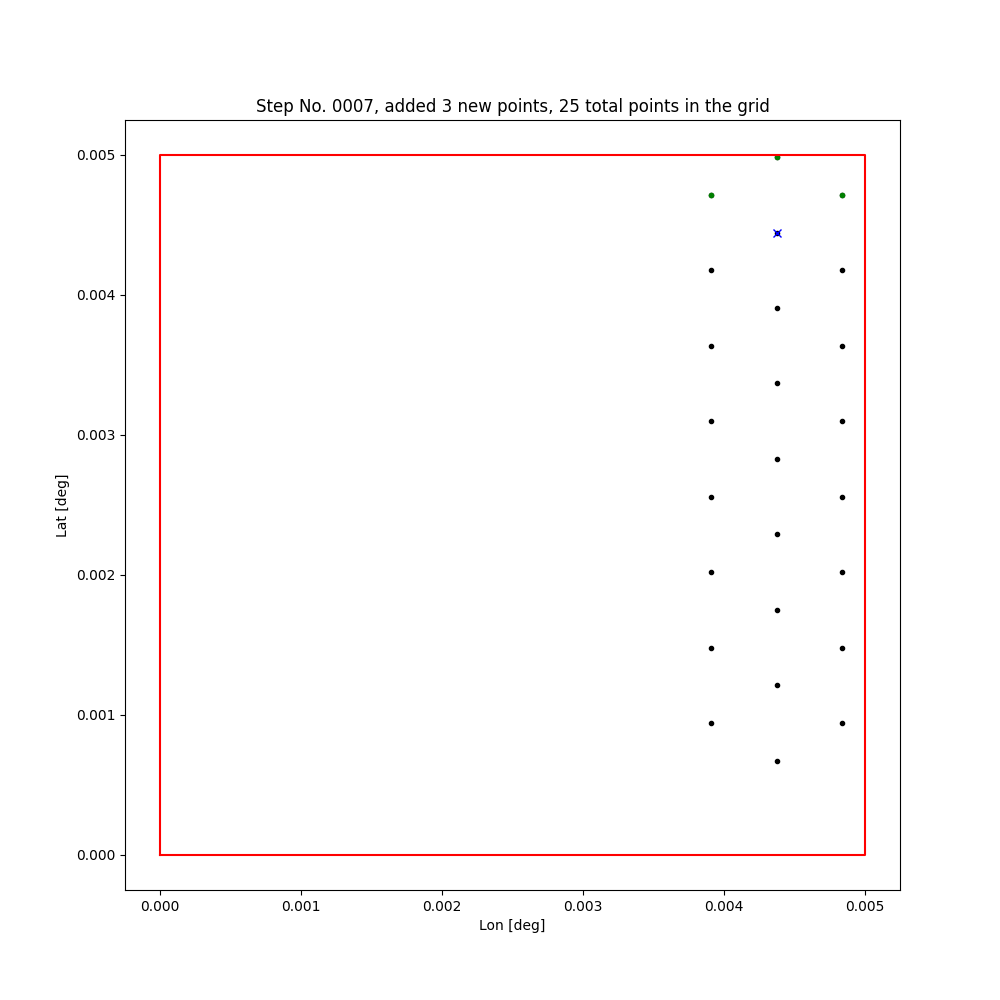 Step No. 0007, added 3 new points, 25 total points in the grid
0.005
0.004
0.003
0.002
0.001
0.000
Lat [deg]
0.000 0.001 0.002 0.003 0.004 0.005
Lon [deg]